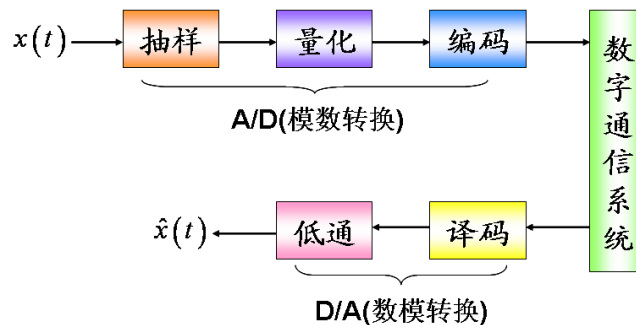 x(t) 抽样 量化 编码
A/D(模数转换)
数字通信系统
x̂(t) 低通 译码
D/A(数模转换)